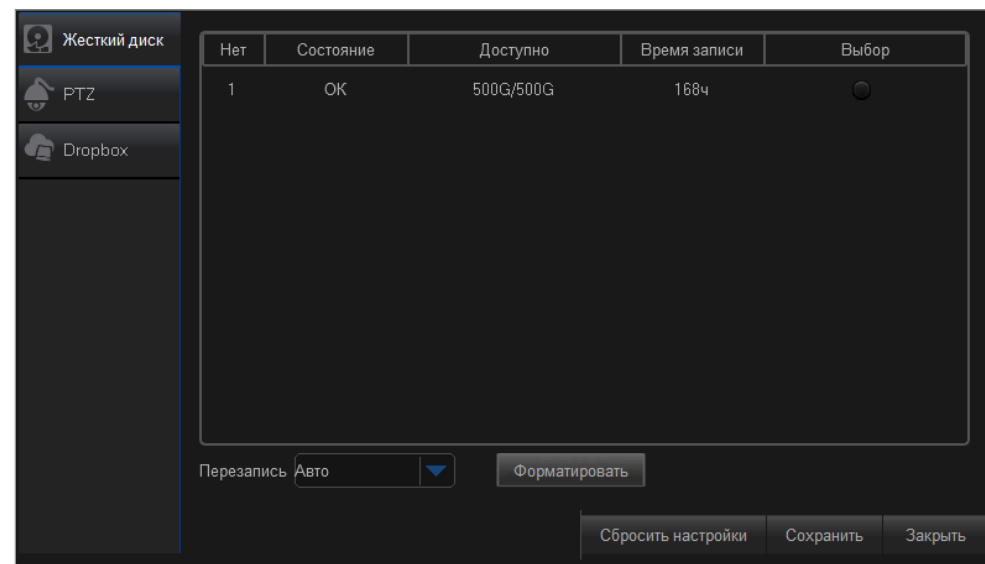 Жесткий диск
PTZ
Dropbox
Нет Состояние Доступно Время записи Выбор
1 ОК 500G/500G 168ч
Перезапись Авто Форматировать
Сбросить настройки Сохранить Закрыть